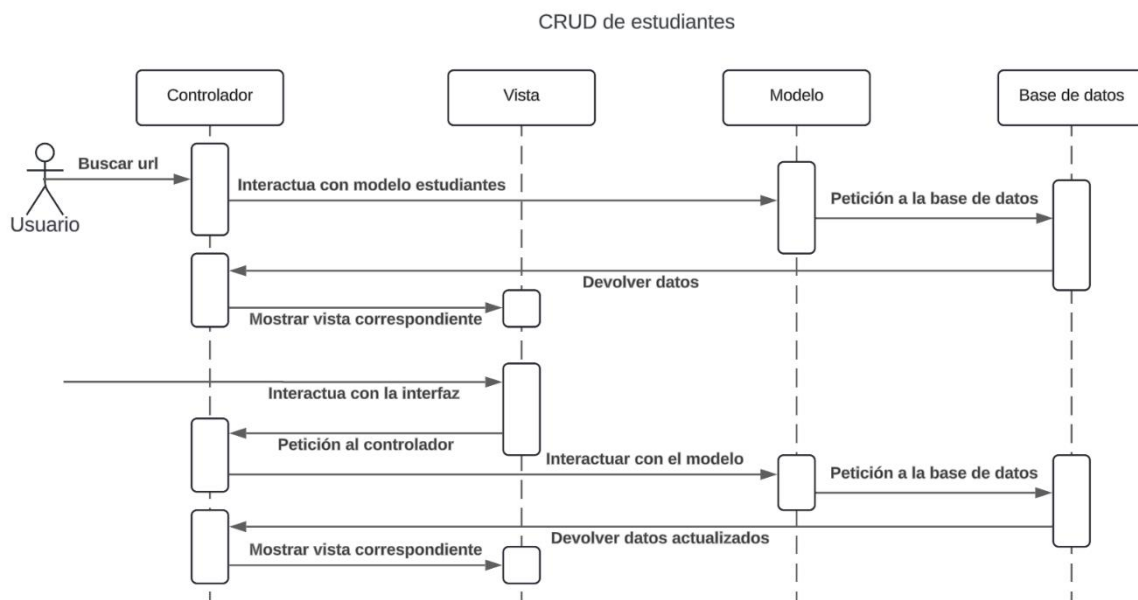 CRUD de estudiantes
Controlador
Vista
Modelo
Base de datos
Buscar url
Usuario
Interactua con modelo estudiantes
Petición a la base de datos
Devolver datos
Mostrar vista correspondiente
Interactua con la interfaz
Petición al controlador
Interactuar con el modelo
Petición a la base de datos
Devolver datos actualizados
Mostrar vista correspondiente